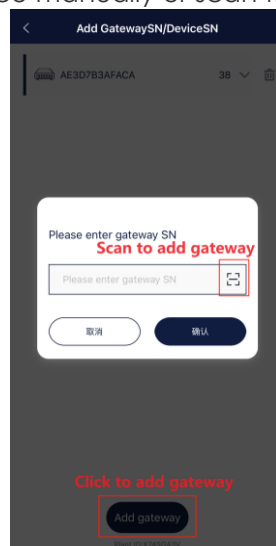 Add GatewaySN/DeviceSN
AE3D7B3AFACA 38
Please enter gateway SN
Scan to add gateway
Please enter gateway SN
取消 确认
Click to add gateway
Add gateway